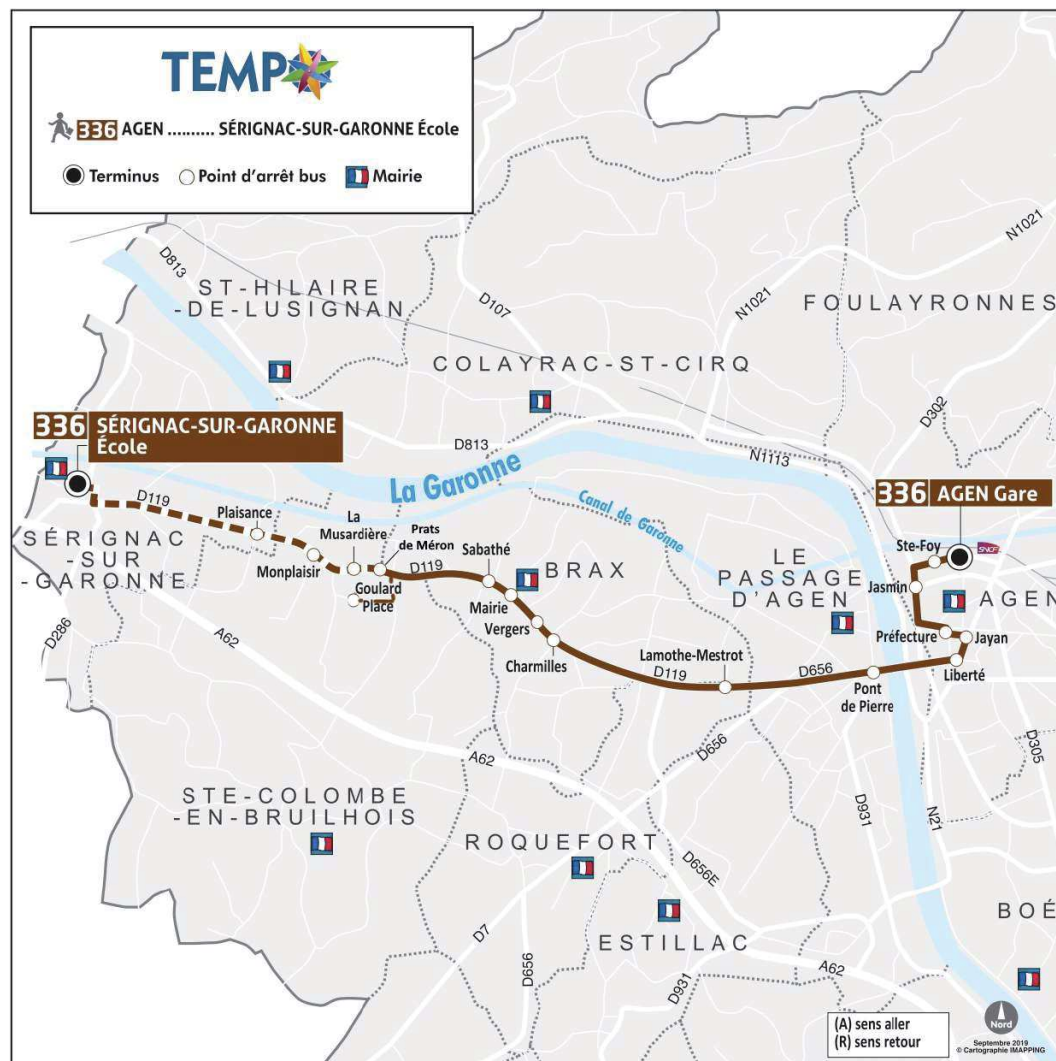 TEMPO
336 AGEN .......... SÉRIGNAC-SUR-GARONNE École
Terminus
Point d'arrêt bus
Mairie
D813
ST-HILAIRE
-DE-LUSIGNAN
D107
N1021
N1021
FOULAYRONNES
COLAYRAC-ST-CIRQ
D302
336 SÉRIGNAC-SUR-GARONNE
École
D813
La Garonne
N1113
336 AGEN Gare
Canal de Garonne
D119
Plaisance
La
Musardière
Prats
de Méron
Sabathé
D119
BRAX
LE
PASSAGE
D'AGEN
Ste-Foy
SNCF
Jasmin
AGEN
SÉRIGNAC
-SUR
-GARONNE
Monplaisir
Goulard
Place
Mairie
Vergers
Charmilles
Préfecture
Jayan
Liberté
Lamothe-Mestrot
D119
D656
Pont
de Pierre
D286
A62
D656
D305
A62
D931
N21
STE-COLOMBE
-EN-BRUILHOIS
ROQUEFORT
D656E
D7
D656
ESTILLAC
D931
A62
BOÉ
(A) sens aller
(R) sens retour
Nord
Septembre 2019
© Cartographie IMAPPING